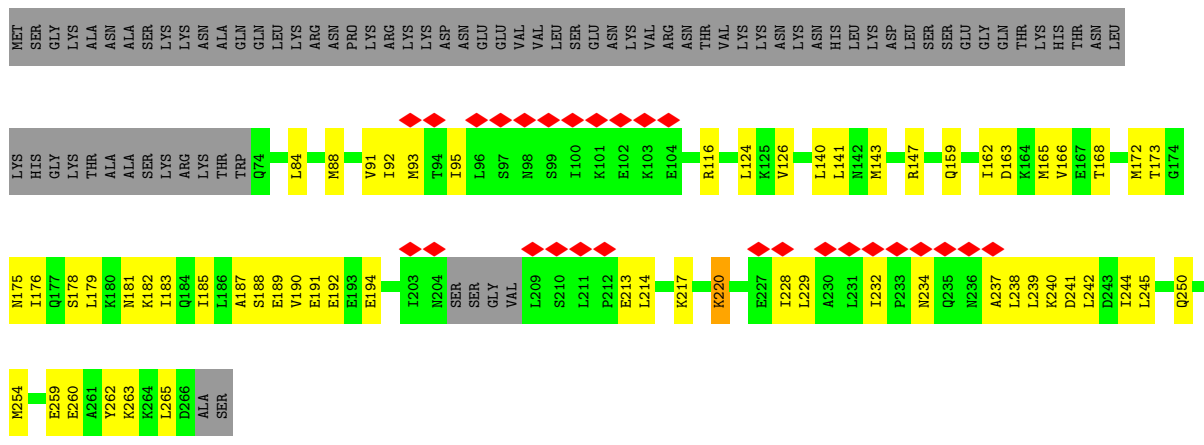 MET SER GLY LYS ALA ASN ALA SER LYS LYS ASN ALA GLN GLN LEU LYS ARG ASN PRO LYS ARG LYS LYS ASP ASN GLU GLU VAL VAL LEU SER GLU ASN LYS VAL ARG ASN THR VAL LYS LYS ASN LYS ASN HIS LEU LYS ASP LEU SER SER GLU GLY GLN THR LYS HIS THR ASN LEU
LYS HIS GLY LYS THR ALA ALA SER LYS ARG LYS THR TRP Q74 L84 M88 V91 I92 M93 T94 I95 L96 S97 N98 S99 I100 K101 E102 K103 E104 R116 L124 K125 V126 L140 L141 N142 M143 R147 Q159 I162 D163 K164 M165 V166 E167 T168 M172 T173 G174
N175 I176 Q177 S178 L179 K180 N181 K182 I183 Q184 I185 L186 A187 S188 E189 V190 E191 E192 E193 E194 I203 N204 SER SER GLY VAL L209 S210 L211 P212 E213 L214 K217 K220 E227 I228 L229 A230 L231 I232 P233 N234 Q235 N236 A237 L238 L239 K240 D241 L242 D243 I244 L245 Q250
M254 E259 E260 A261 Y262 K263 K264 L265 D266 ALA SER